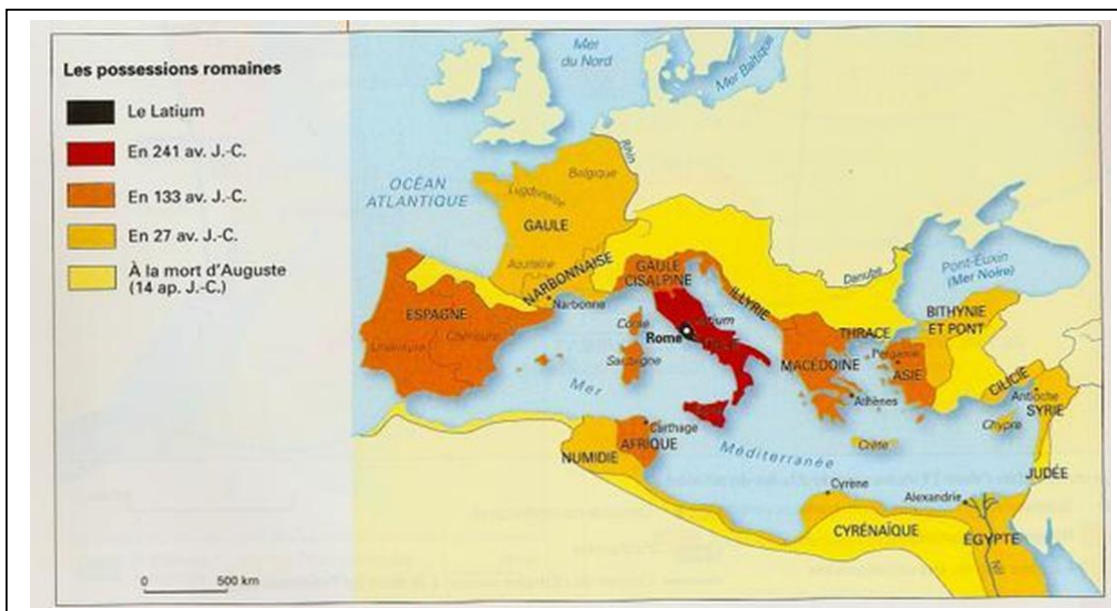 Les possessions romaines
Le Latium
En 241 av. J.-C.
En 133 av. J.-C.
En 27 av. J.-C.
À la mort d'Auguste
(14 ap. J.-C.)
0
500 km
Mer
du Nord
Mer Baltique
OCÉAN
ATLANTIQUE
Rhin
Belgique
Lugdunaise
GAULE
Aquitaine
NARBONNAISE
Narbonne
GAULE
CISALPINE
ILLYRIE
Danube
Pont-Euxin
(Mer Noire)
BITHYNIE
ET PONT
THRACE
ESPAGNE
Corse
Rome
Latium
Sardaigne
MACÉDOINE
Pergame
ASIE
Athènes
CILICIE
Antioche
SYRIE
Chypre
Crète
Mer
Méditerranée
Carthage
AFRIQUE
NUMIDIE
JUDÉE
Cyrène
Alexandrie
CYRÉNAÏQUE
ÉGYPTE
Nil